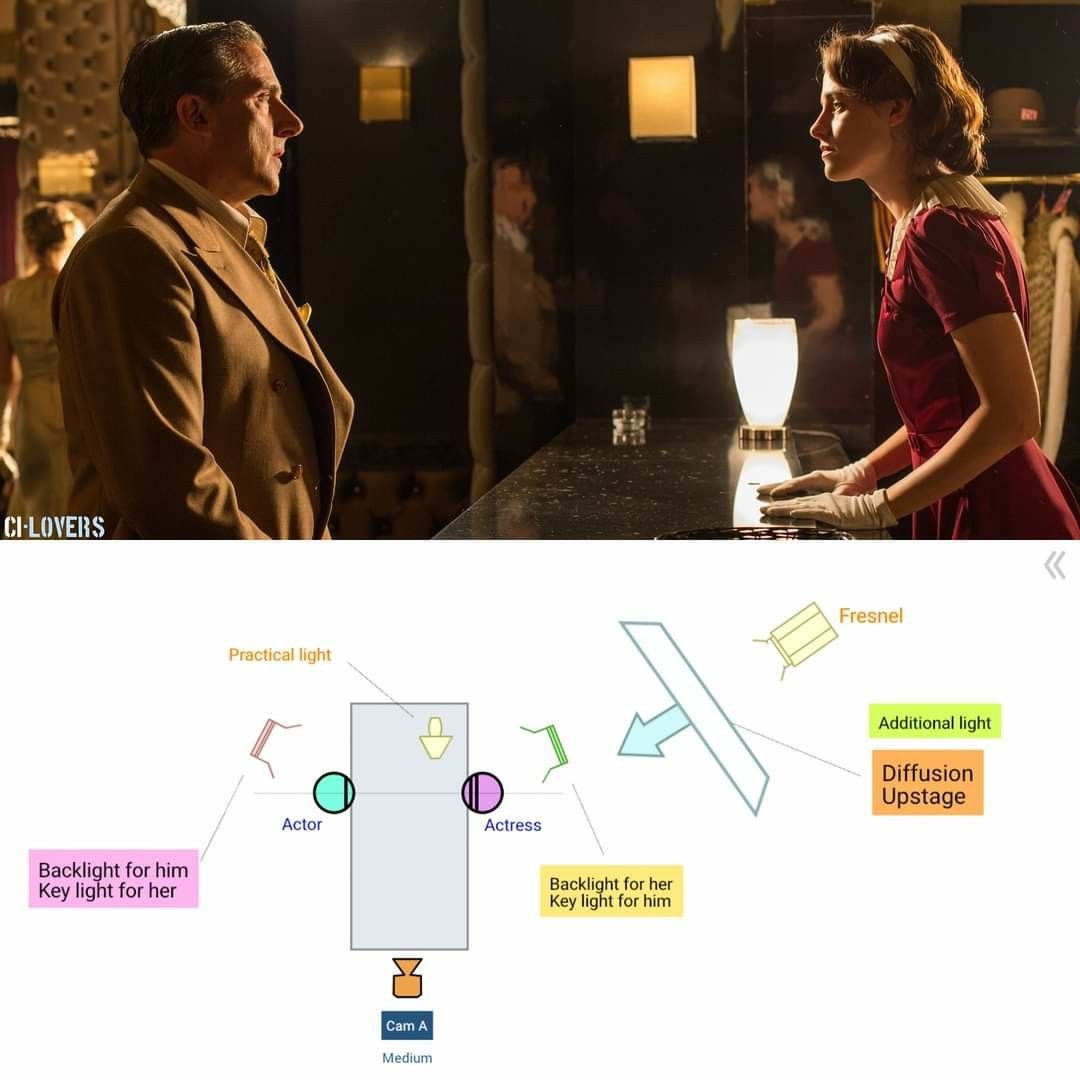 CI-LOVERS
Fresnel
Practical light
Additional light
Diffusion
Upstage
Actor
Actress
Backlight for him
Key light for her
Backlight for her
Key light for him
Cam A
Medium